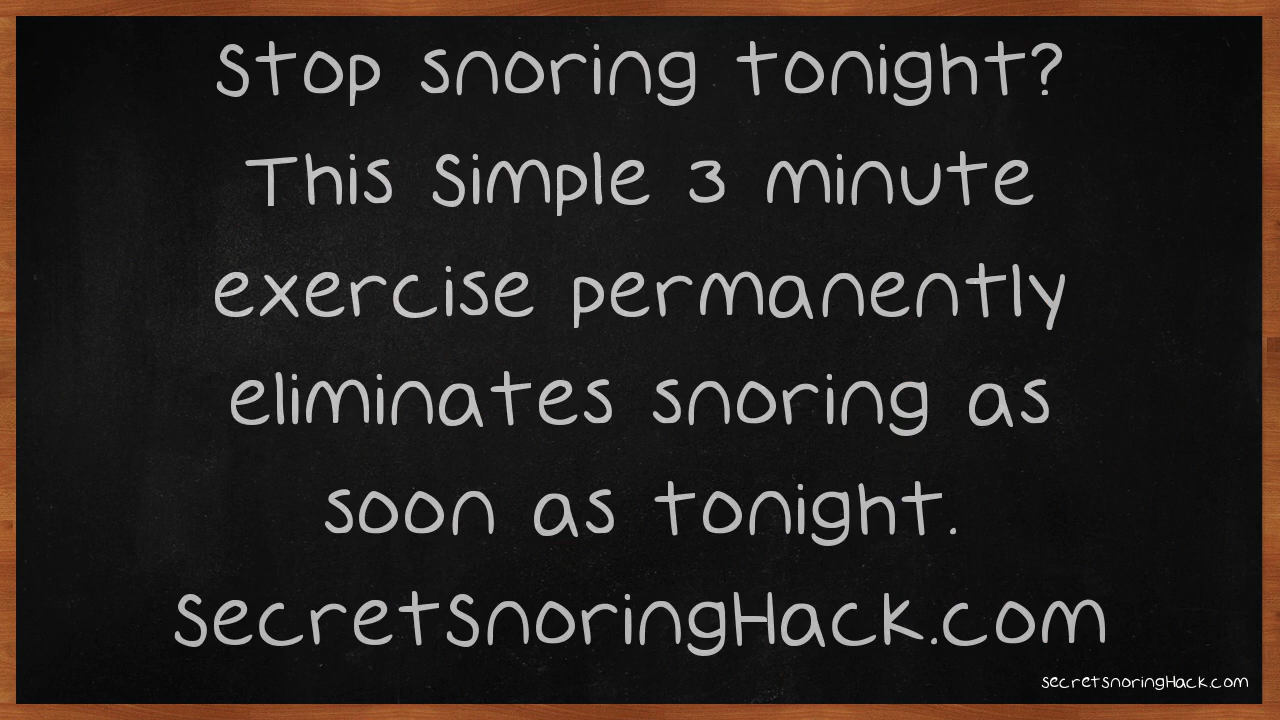 Stop snoring tonight?
This Simple 3 minute
exercise permanently
eliminates snoring as
soon as tonight.
SecretSnoringHack.com
secretsnoringHack.com